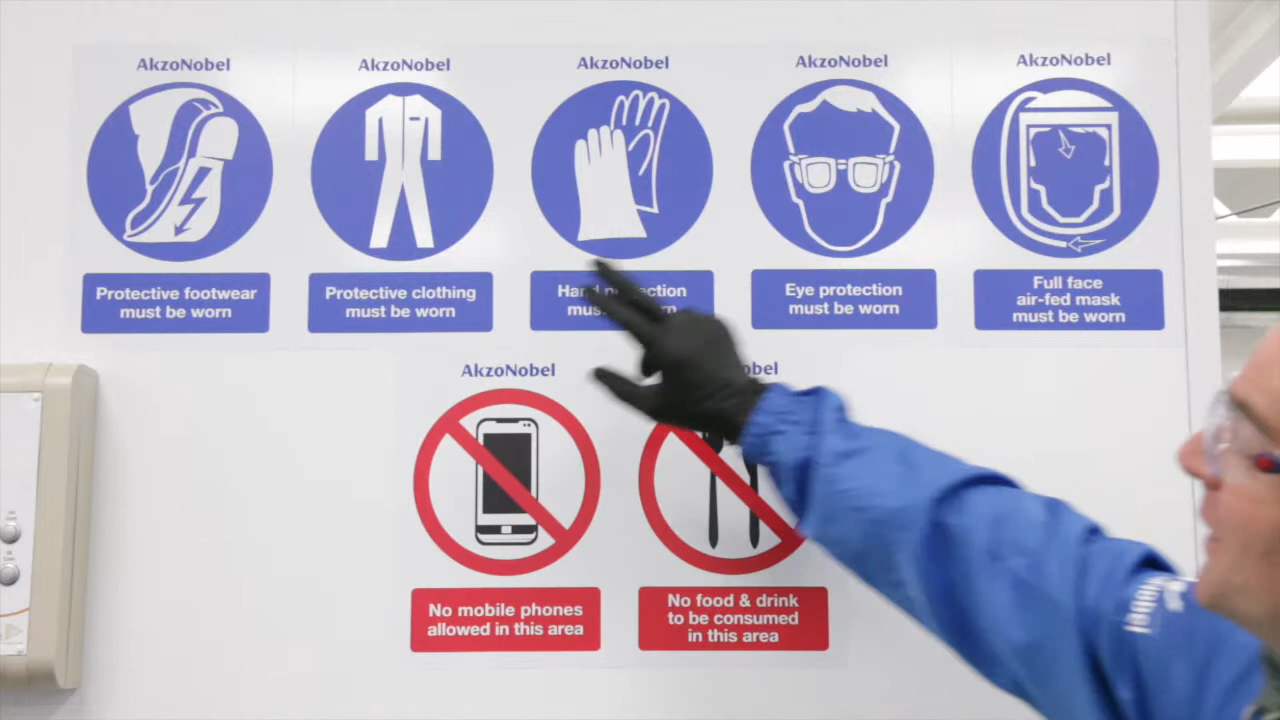 AkzoNobel
AkzoNobel
AkzoNobel
AkzoNobel
AkzoNobel
Protective footwear
must be worn
Protective clothing
must be worn
Eye protection
must be worn
Full face
air-fed mask
must be worn
AkzoNobel
No mobile phones
allowed in this area
No food & drink
to be consumed
in this area